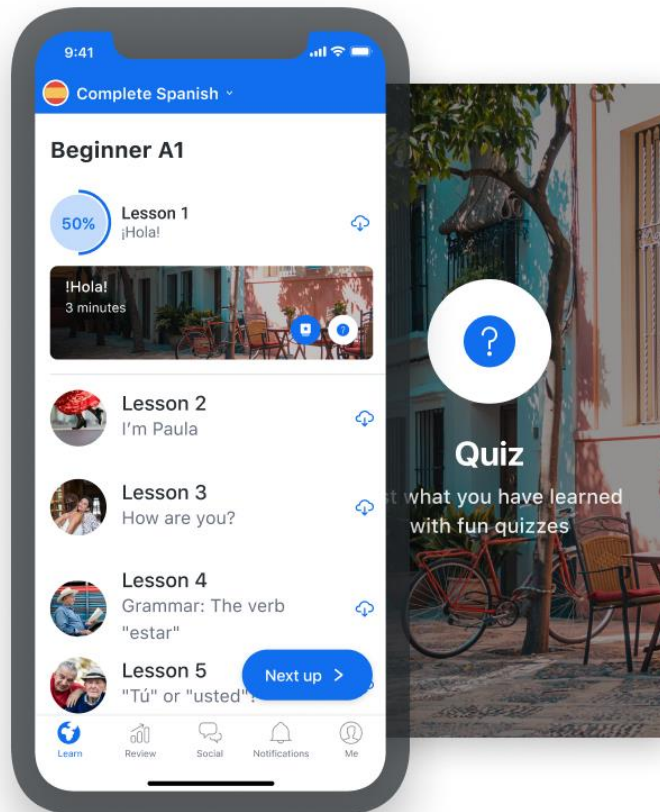 9:41
Complete Spanish
Beginner A1
50%
Lesson 1
¡Hola!
!Hola!
3 minutes
?
Lesson 2
I'm Paula
Lesson 3
How are you?
Lesson 4
Grammar: The verb
"estar"
Lesson 5
"Tú" or "usted"
Next up >
Learn
Review
Social
Notifications
Me
?
Quiz
what you have learned
with fun quizzes